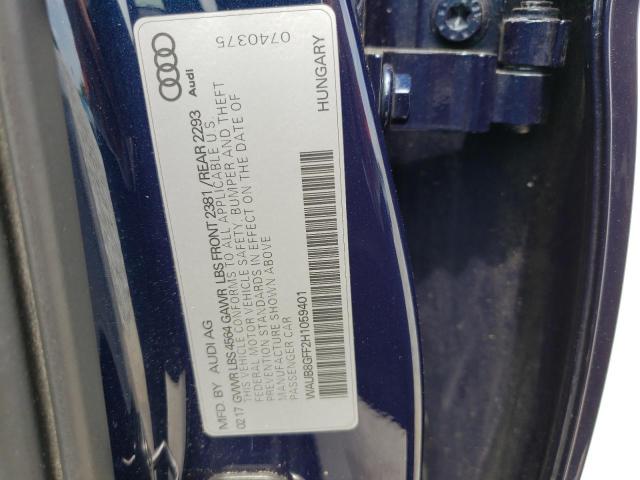 MFD BY AUDI AG
Audi
02 17 GVWR LBS 4564 GAWR LBS FRONT 2381/REAR 2293
THIS VEHICLE CONFORMS TO ALL APPLICABLE U.S.
FEDERAL MOTOR VEHICLE SAFETY, BUMPER AND THEFT
PREVENTION STANDARDS IN EFFECT ON THE DATE OF
MANUFACTURE SHOWN ABOVE
PASSENGER CAR
0740375
WAUB8GFF2H1059401
HUNGARY